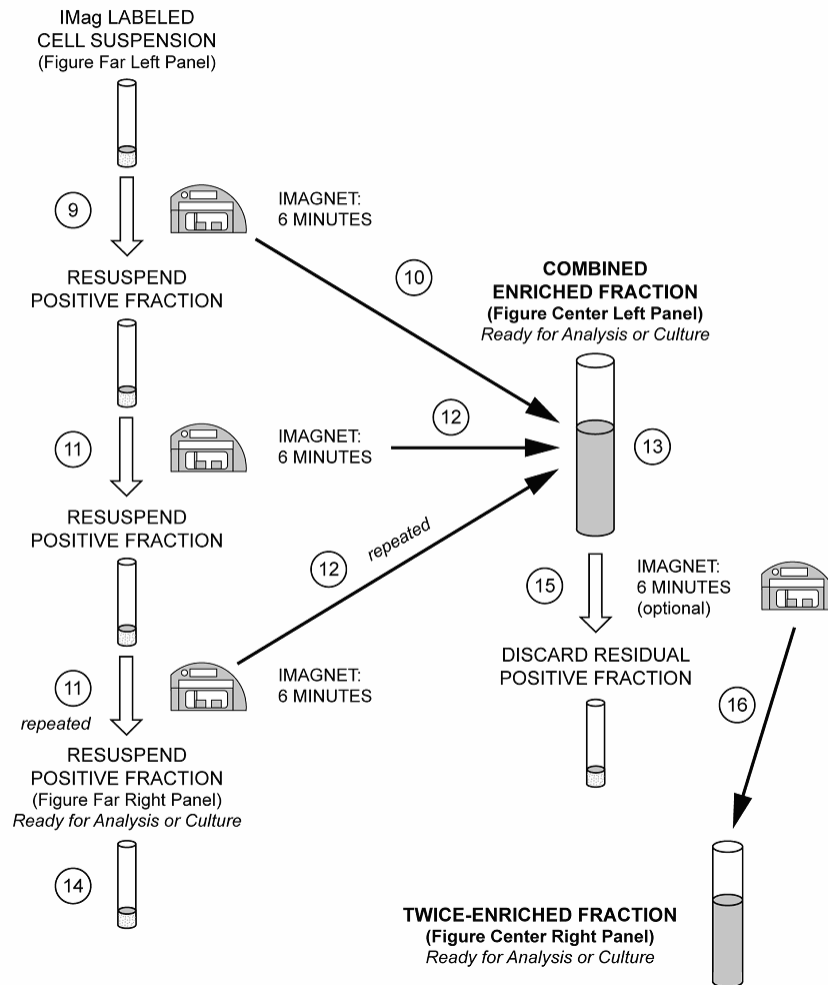 IMag LABELED
CELL SUSPENSION
(Figure Far Left Panel)
9
IMAGNET:
6 MINUTES
RESUSPEND
POSITIVE FRACTION
10
COMBINED
ENRICHED FRACTION
(Figure Center Left Panel)
Ready for Analysis or Culture
11
IMAGNET:
6 MINUTES
12
13
RESUSPEND
POSITIVE FRACTION
12
repeated
15
IMAGNET:
6 MINUTES
(optional)
DISCARD RESIDUAL
POSITIVE FRACTION
11
repeated
IMAGNET:
6 MINUTES
16
RESUSPEND
POSITIVE FRACTION
(Figure Far Right Panel)
Ready for Analysis or Culture
14
TWICE-ENRICHED FRACTION
(Figure Center Right Panel)
Ready for Analysis or Culture